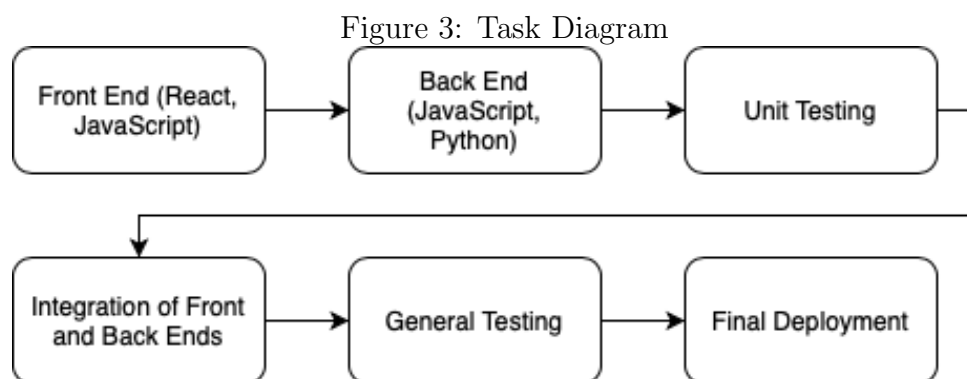 Figure 3: Task Diagram
Front End (React,
JavaScript)
Back End
(JavaScript,
Python)
Unit Testing
Integration of Front
and Back Ends
General Testing
Final Deployment